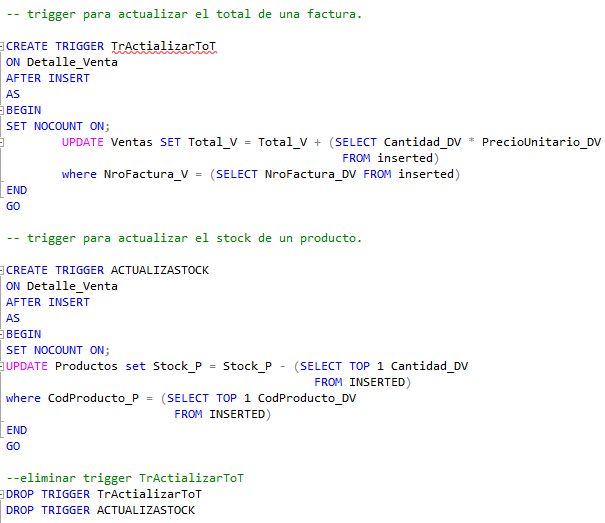 -- trigger para actualizar el total de una factura.
CREATE TRIGGER TrActializarToT
ON Detalle_Venta
AFTER INSERT
AS
BEGIN
SET NOCOUNT ON;
UPDATE Ventas SET Total_V = Total_V + (SELECT Cantidad_DV * PrecioUnitario_DV
FROM inserted)
where NroFactura_V = (SELECT NroFactura_DV FROM inserted)
END
GO
-- trigger para actualizar el stock de un producto.
CREATE TRIGGER ACTUALIZASTOCK
ON Detalle_Venta
AFTER INSERT
AS
BEGIN
SET NOCOUNT ON;
UPDATE Productos set Stock_P = Stock_P - (SELECT TOP 1 Cantidad_DV
FROM INSERTED)
where CodProducto_P = (SELECT TOP 1 CodProducto_DV
FROM INSERTED)
END
GO
--eliminar trigger TrActializarToT
DROP TRIGGER TrActializarToT
DROP TRIGGER ACTUALIZASTOCK